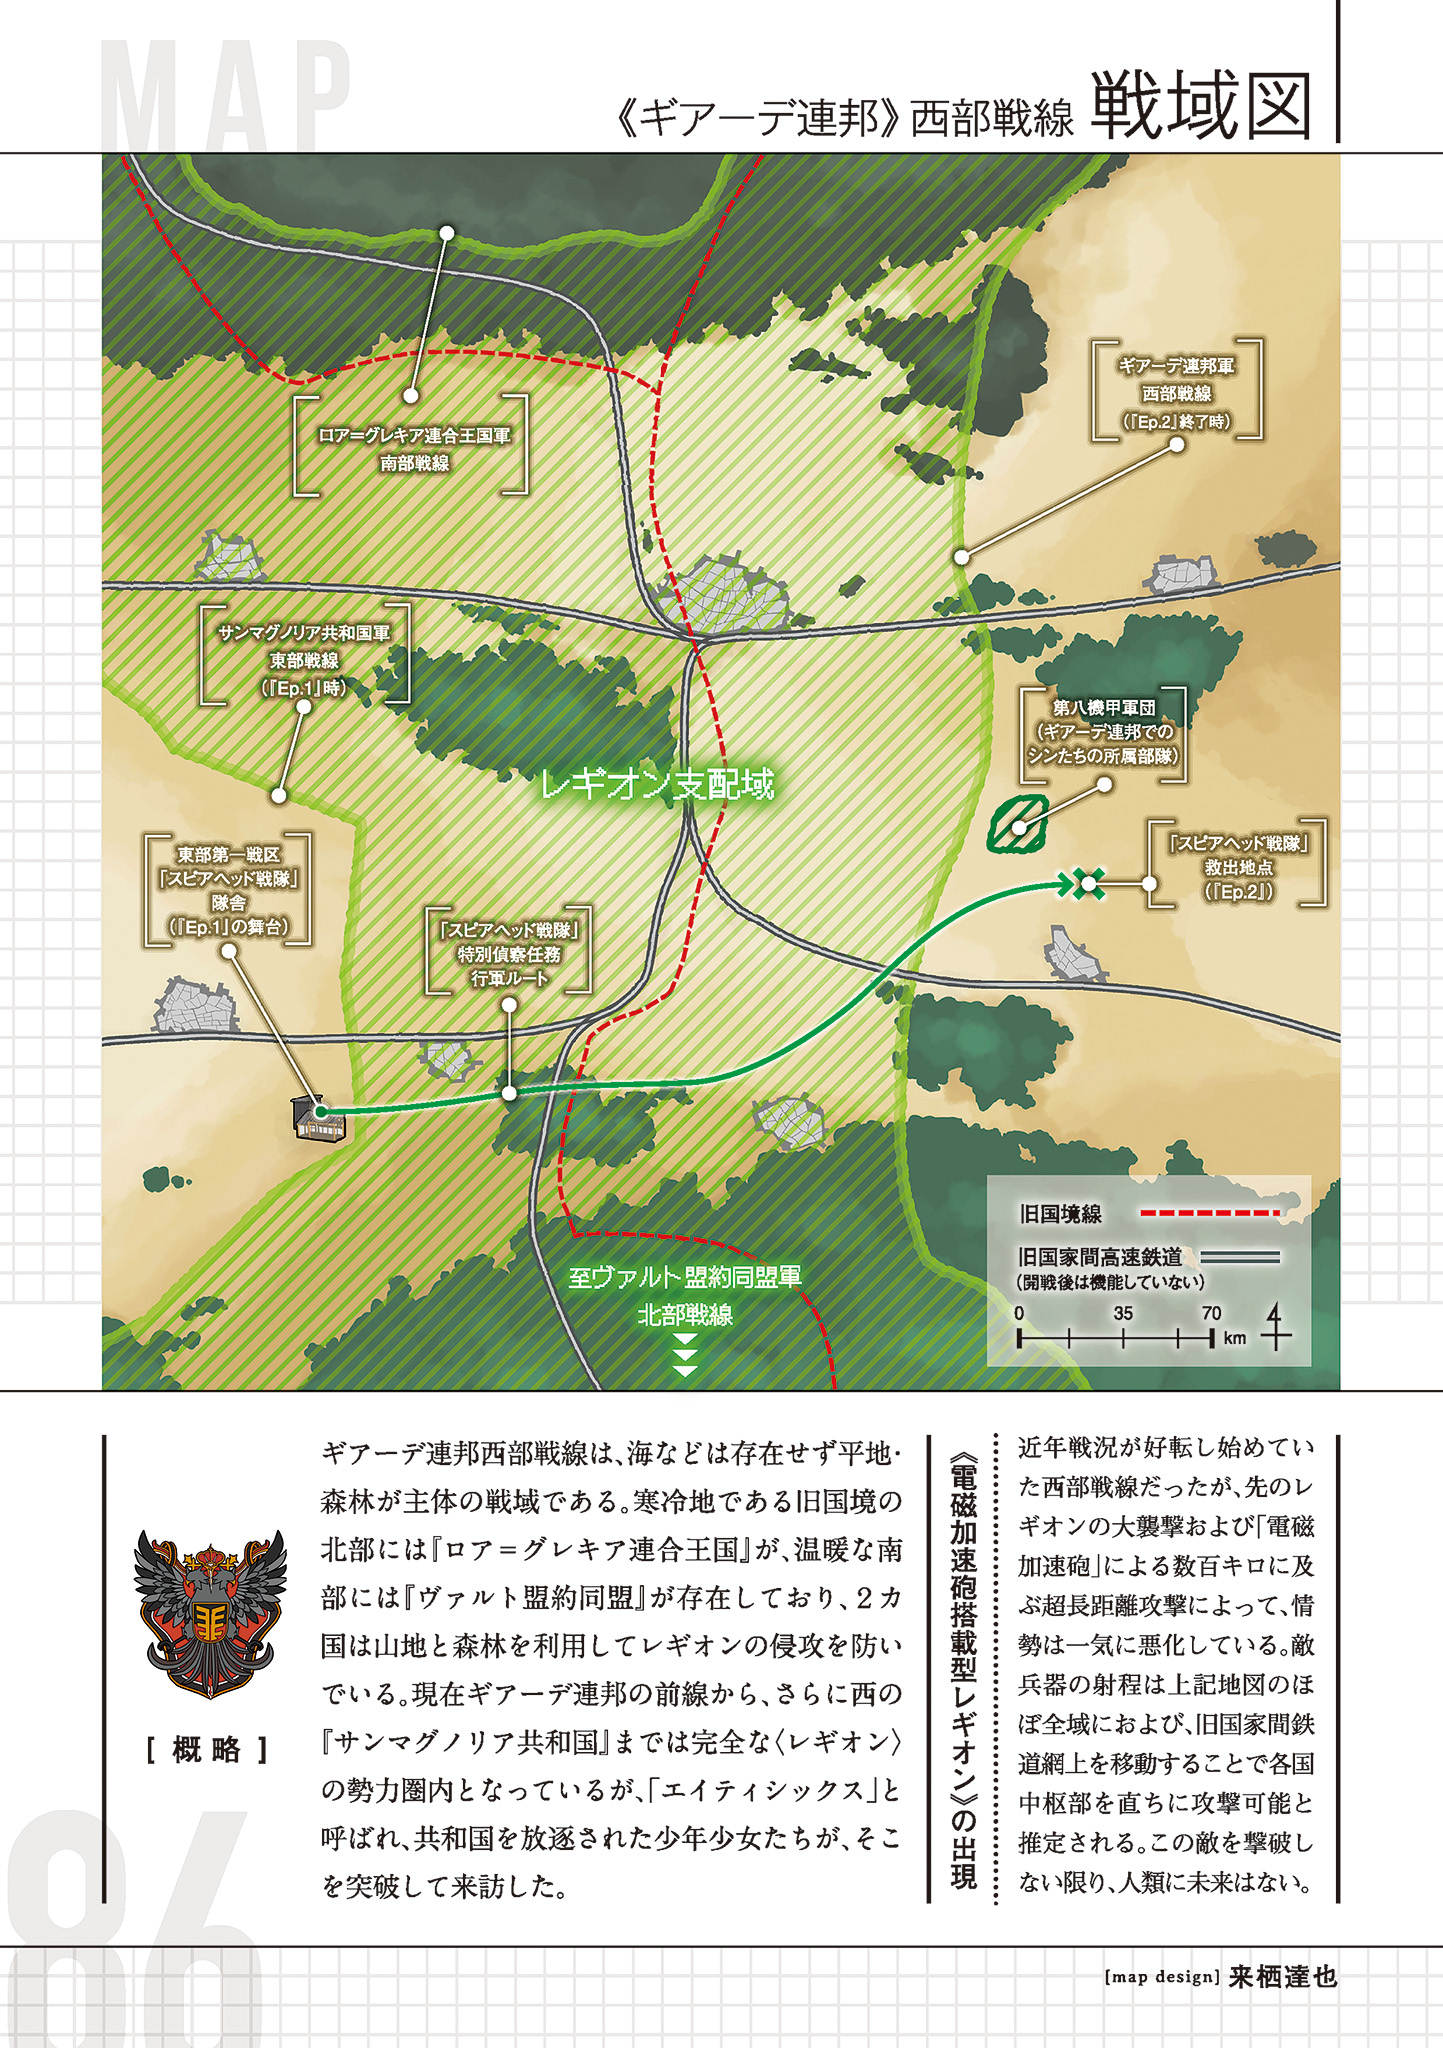 MAP
《ギアーデ連邦》西部戦線 戦域図
ロア＝グレキア連合王国軍
南部戦線
ギアーデ連邦軍
西部戦線
(『Ep.2』終了時)
サンマグノリア共和国軍
東部戦線
(『Ep.1』時)
第八機甲軍団
(ギアーデ連邦での
シンたちの所属部隊)
レギオン支配域
「スピアヘッド戦隊」
救出地点
(『Ep.2』)
東部第一戦区
「スピアヘッド戦隊」
隊舎
(『Ep.1』の舞台)
「スピアヘッド戦隊」
特別偵察任務
行軍ルート
至ヴァルト盟約同盟軍
北部戦線
旧国境線
旧国家間高速鉄道
(開戦後は機能していない)
0 35 70
km
[概略]
ギアーデ連邦西部戦線は、海などは存在せず平地・
森林が主体の戦域である。寒冷地である旧国境の
北部には『ロア＝グレキア連合王国』が、温暖な南
部には『ヴァルト盟約同盟』が存在しており、2カ
国は山地と森林を利用してレギオンの侵攻を防い
でいる。現在ギアーデ連邦の前線から、さらに西の
『サンマグノリア共和国』までは完全な〈レギオン〉
の勢力圏内となっているが、「エイティシックス」と
呼ばれ、共和国を放逐された少年少女たちが、そこ
を突破して来訪した。
《電磁加速砲搭載型レギオン》の出現
近年戦況が好転し始めてい
た西部戦線だったが、先のレ
ギオンの大襲撃および「電磁
加速砲」による数百キロに及
ぶ超長距離攻撃によって、情
勢は一気に悪化している。敵
兵器の射程は上記地図のほ
ぼ全域におよび、旧国家間鉄
道網上を移動することで各国
中枢部を直ちに攻撃可能と
推定される。この敵を撃破し
ない限り、人類に未来はない。
86
[map design] 来栖達也